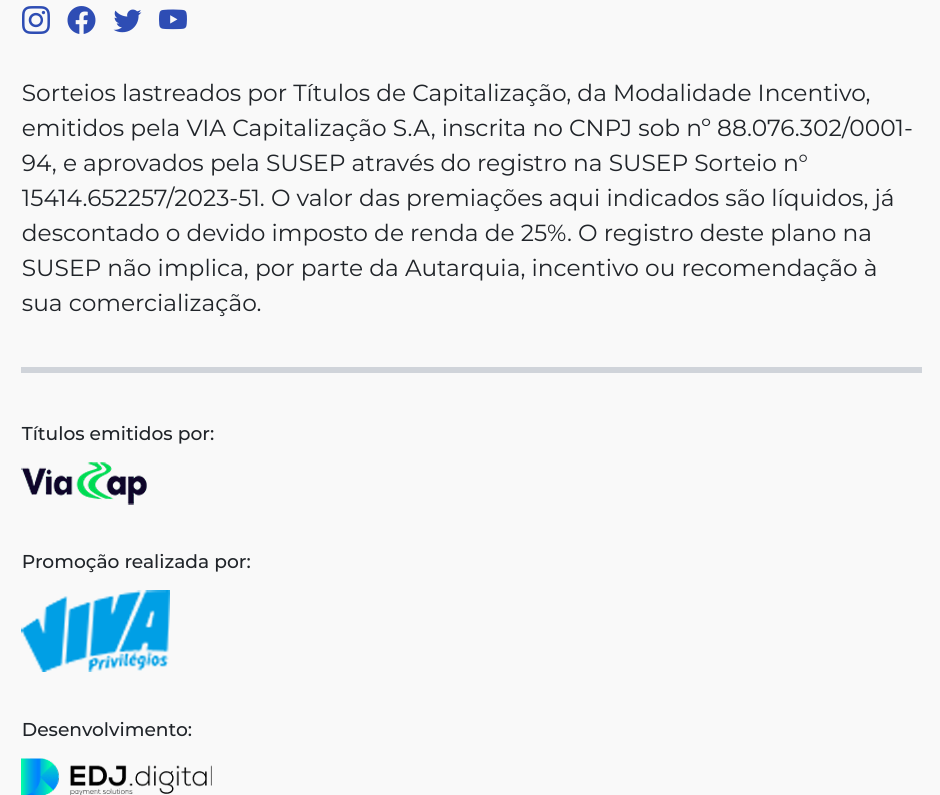 Sorteios lastreados por Títulos de Capitalização, da Modalidade Incentivo,
emitidos pela VIA Capitalização S.A, inscrita no CNPJ sob nº 88.076.302/0001-
94, e aprovados pela SUSEP através do registro na SUSEP Sorteio n°
15414.652257/2023-51. O valor das premiações aqui indicados são líquidos, já
descontado o devido imposto de renda de 25%. O registro deste plano na
SUSEP não implica, por parte da Autarquia, incentivo ou recomendação à
sua comercialização.
Títulos emitidos por:
ViaCap
Promoção realizada por:
VIVA
Privilégios
Desenvolvimento:
EDJ.digital
payment solutions